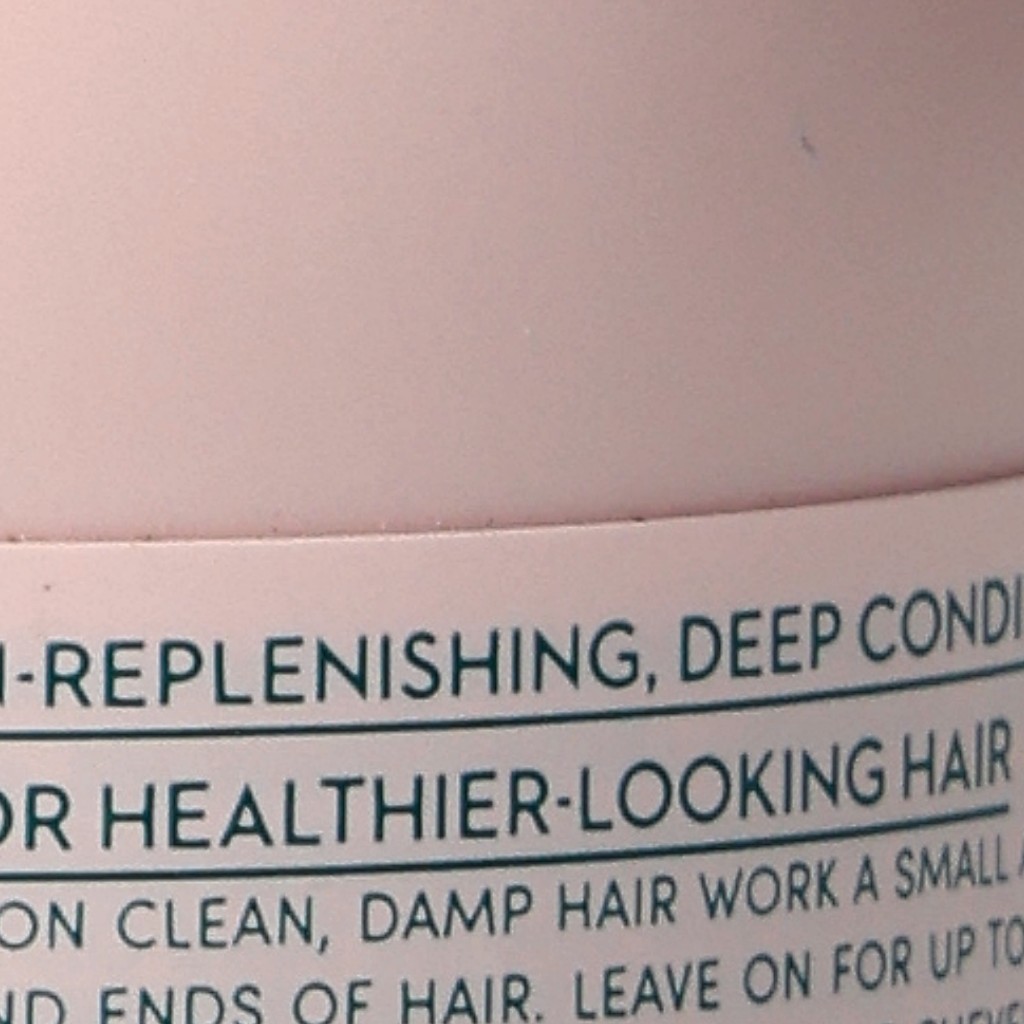 -REPLENISHING, DEEP CONDI
OR HEALTHIER-LOOKING HAIR
ON CLEAN, DAMP HAIR WORK A SMALL
ND ENDS OF HAIR. LEAVE ON FOR UP TO